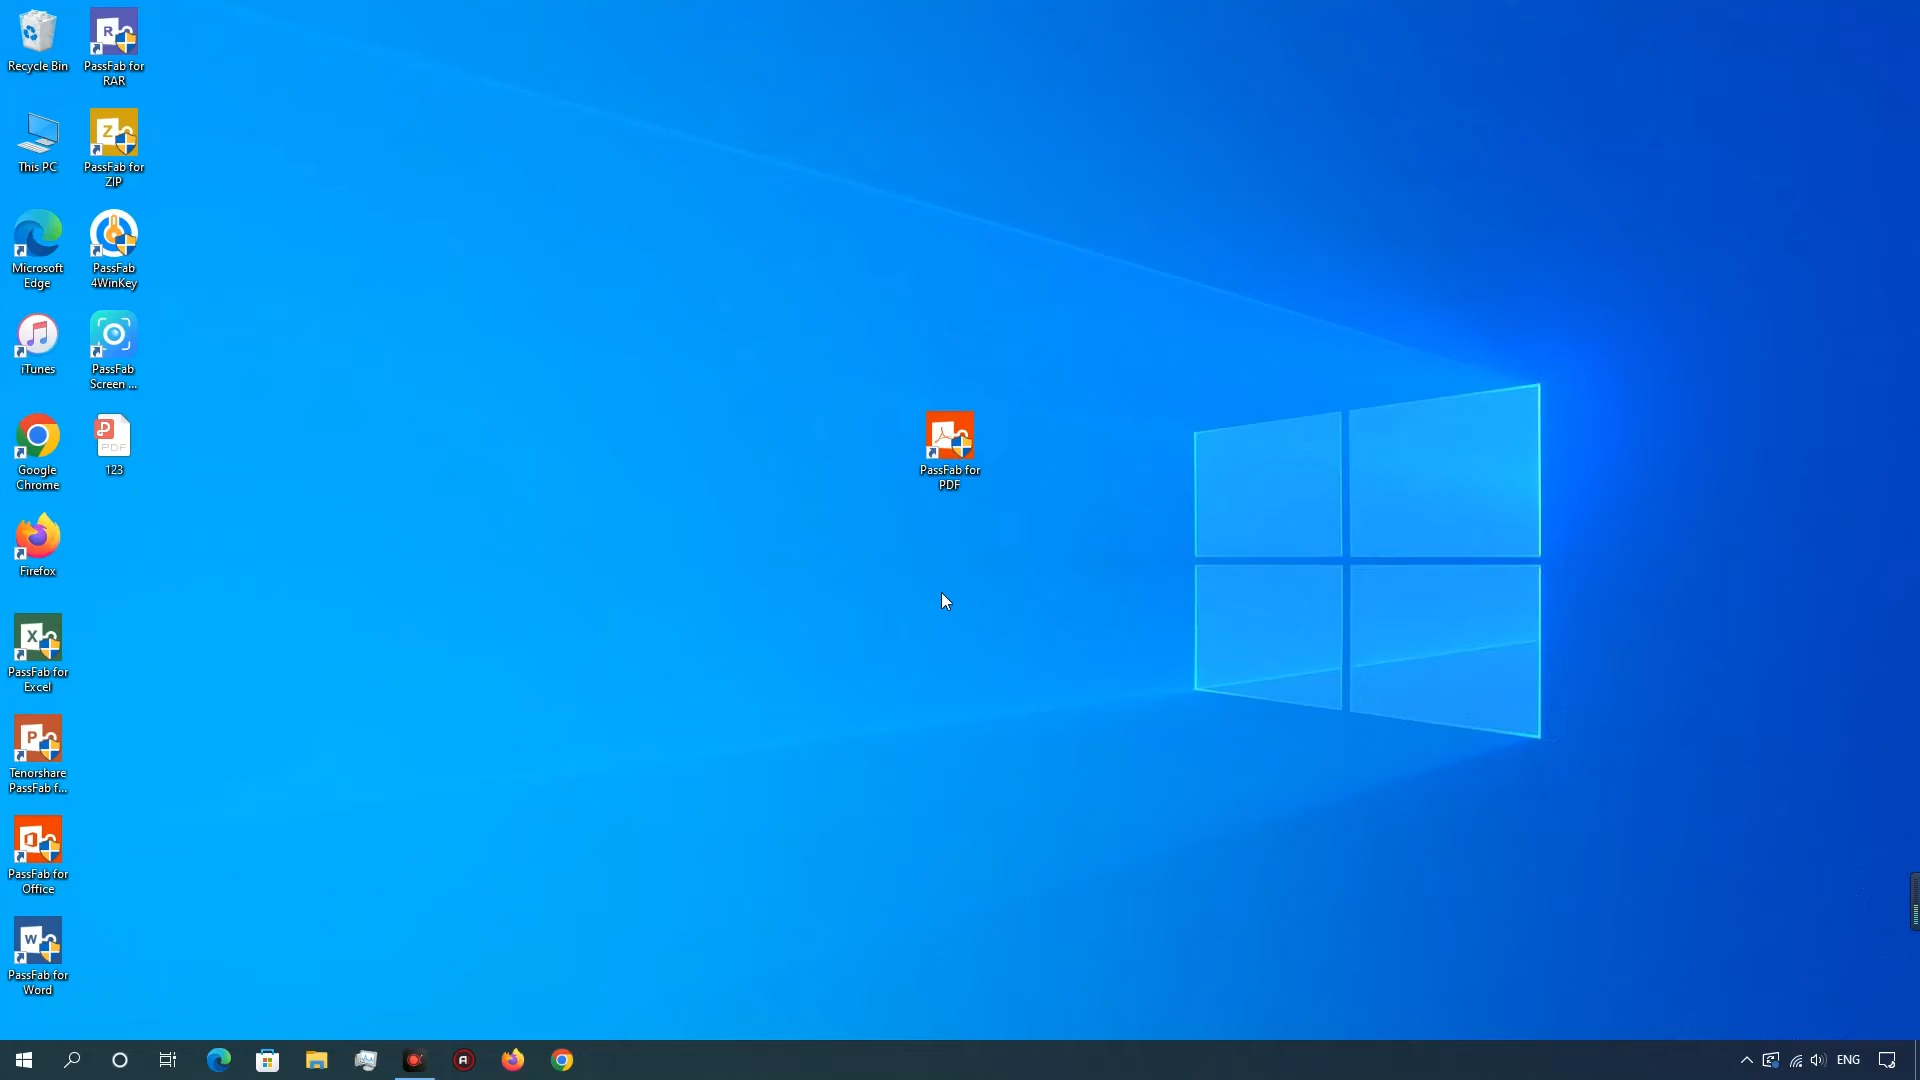 Recycle Bin
PassFab for
RAR
This PC
PassFab for
ZIP
Microsoft
Edge
PassFab
4WinKey
iTunes
PassFab
Screen ...
Google
Chrome
PDF
123
PassFab for
PDF
Firefox
X
PassFab for
Excel
P
Tenorshare
PassFab f...
PassFab for
Office
W
PassFab for
Word
R
Z
A
ENG